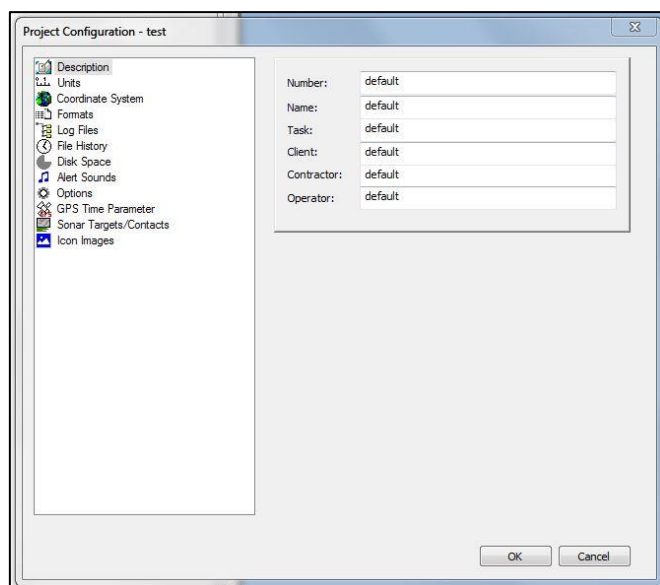 Project Configuration - test
Description
Units
Coordinate System
Formats
Log Files
File History
Disk Space
Alert Sounds
Options
GPS Time Parameter
Sonar Targets/Contacts
Icon Images
Number: default
Name: default
Task: default
Client: default
Contractor: default
Operator: default
OK Cancel